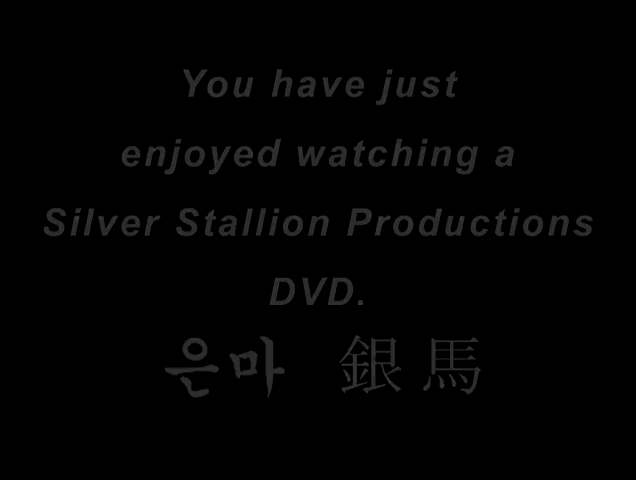 You have just
enjoyed watching a
Silver Stallion Productions
DVD.
은마 銀馬